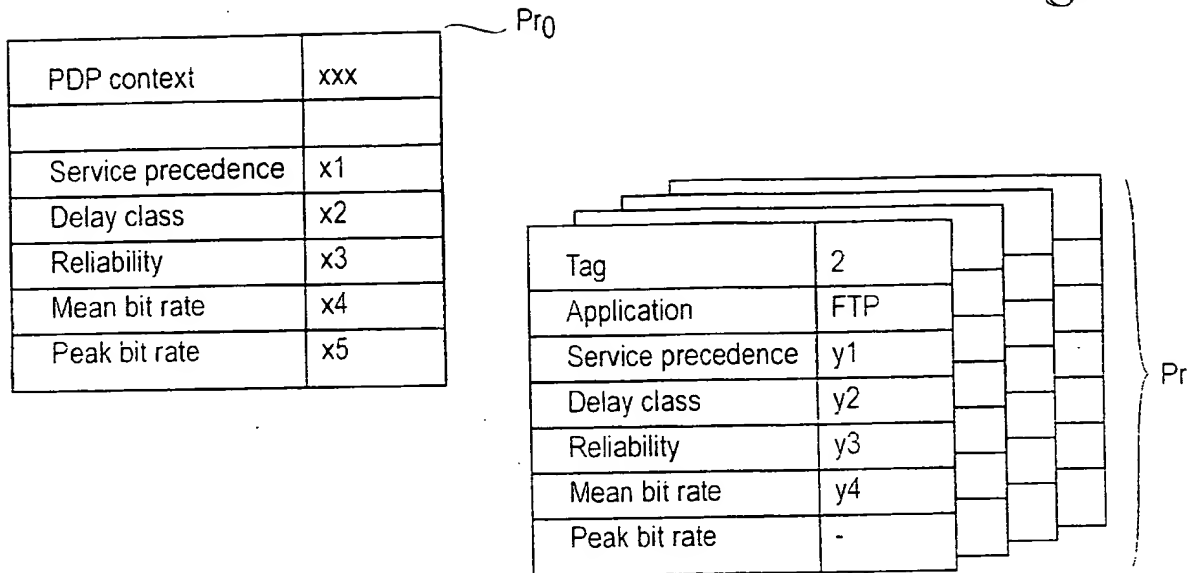 Pr0
PDP context xxx
Service precedence x1
Delay class x2
Reliability x3
Mean bit rate x4
Peak bit rate x5
Tag 2
Application FTP
Service precedence y1
Delay class y2
Reliability y3
Mean bit rate y4
Peak bit rate -
Pr